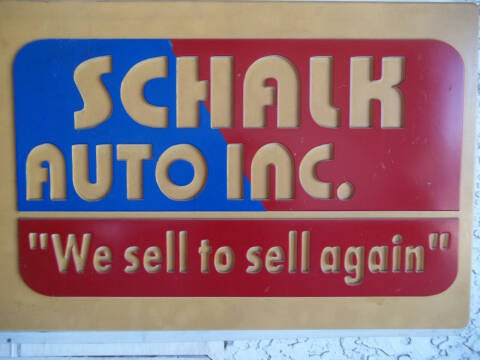 SCHALK
AUTO INC.
"We sell to sell again"